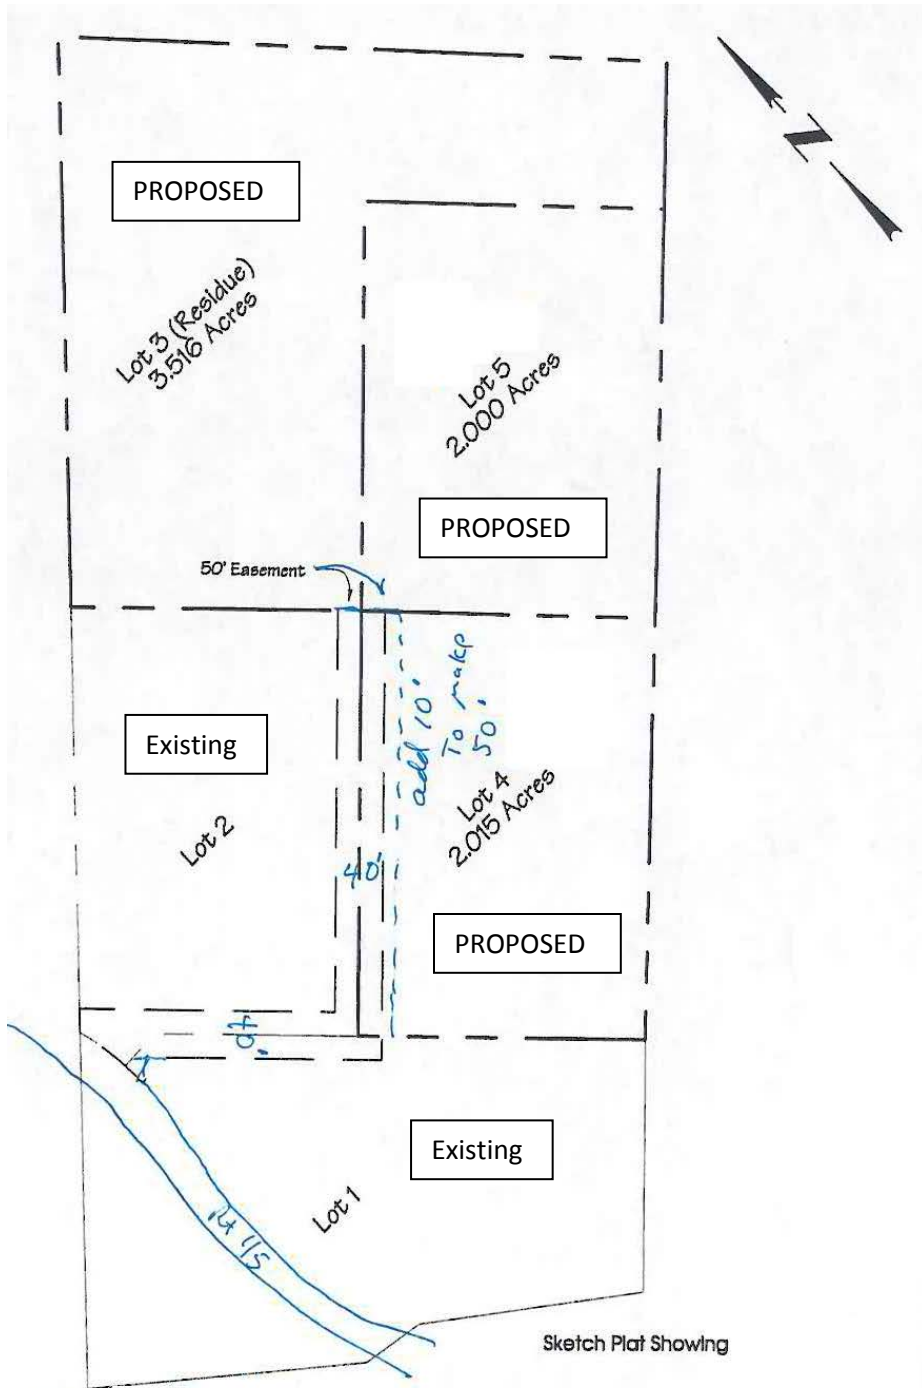 PROPOSED
N
Lot 3 (Residue)
3.516 Acres
Lot 5
2.000 Acres
PROPOSED
50' Easement
add 10'
To make
50'
Existing
Lot 2
Lot 4
2.015 Acres
40'
PROPOSED
40'
Existing
Lot 1
Sketch Plat Showing